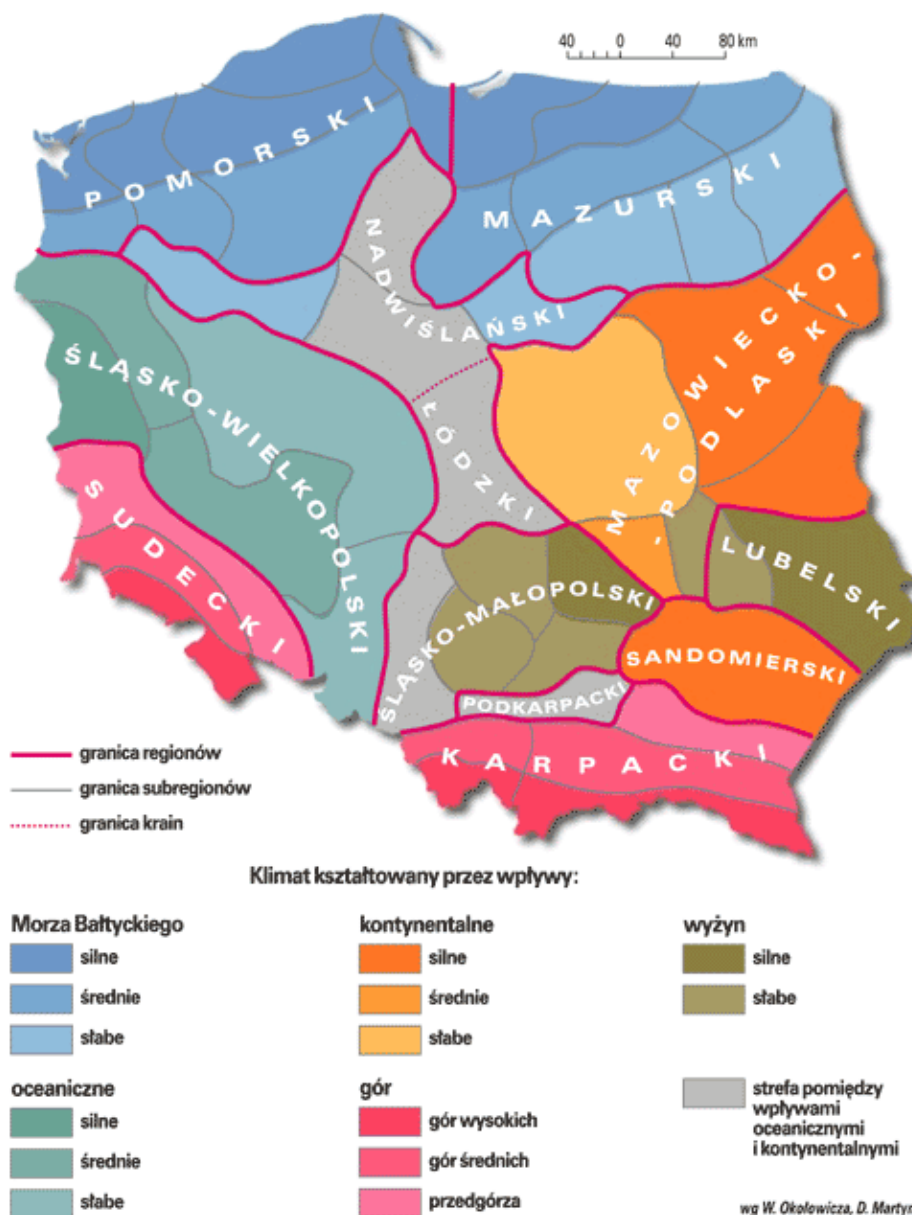 40 0 40 80 km
POMORSKI
MAZURSKI
NADWIŚLAŃSKI
MAZOWIECKO-
-PODLASKI
ŚLĄSKO-WIELKOPOLSKI
ŁÓDZKI
SUDECKI
LUBELSKI
ŚLĄSKO-MAŁOPOLSKI
SANDOMIERSKI
PODKARPACKI
KARPACKI
granica regionów
granica subregionów
granica krain
Klimat kształtowany przez wpływy:
Morza Bałtyckiego
silne
średnie
słabe
kontynentalne
silne
średnie
słabe
wyżyn
silne
słabe
oceaniczne
silne
średnie
słabe
gór
gór wysokich
gór średnich
przedgórza
strefa pomiędzy
wpływami
oceanicznymi
i kontynentalnymi
wg W. Okołowicza, D. Martyn